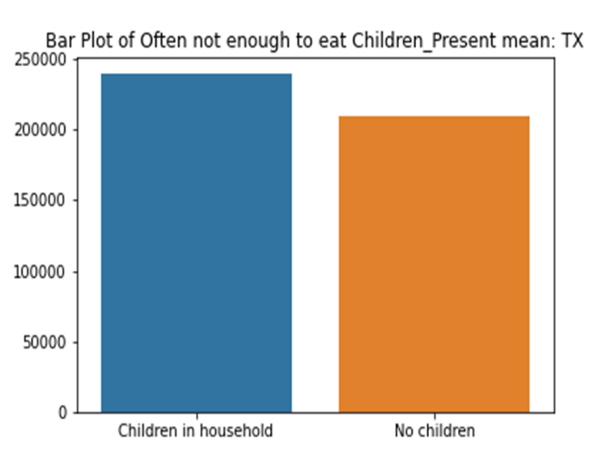 Bar Plot of Often not enough to eat Children_Present mean: TX
250000
200000
150000
100000
50000
0
Children in household
No children